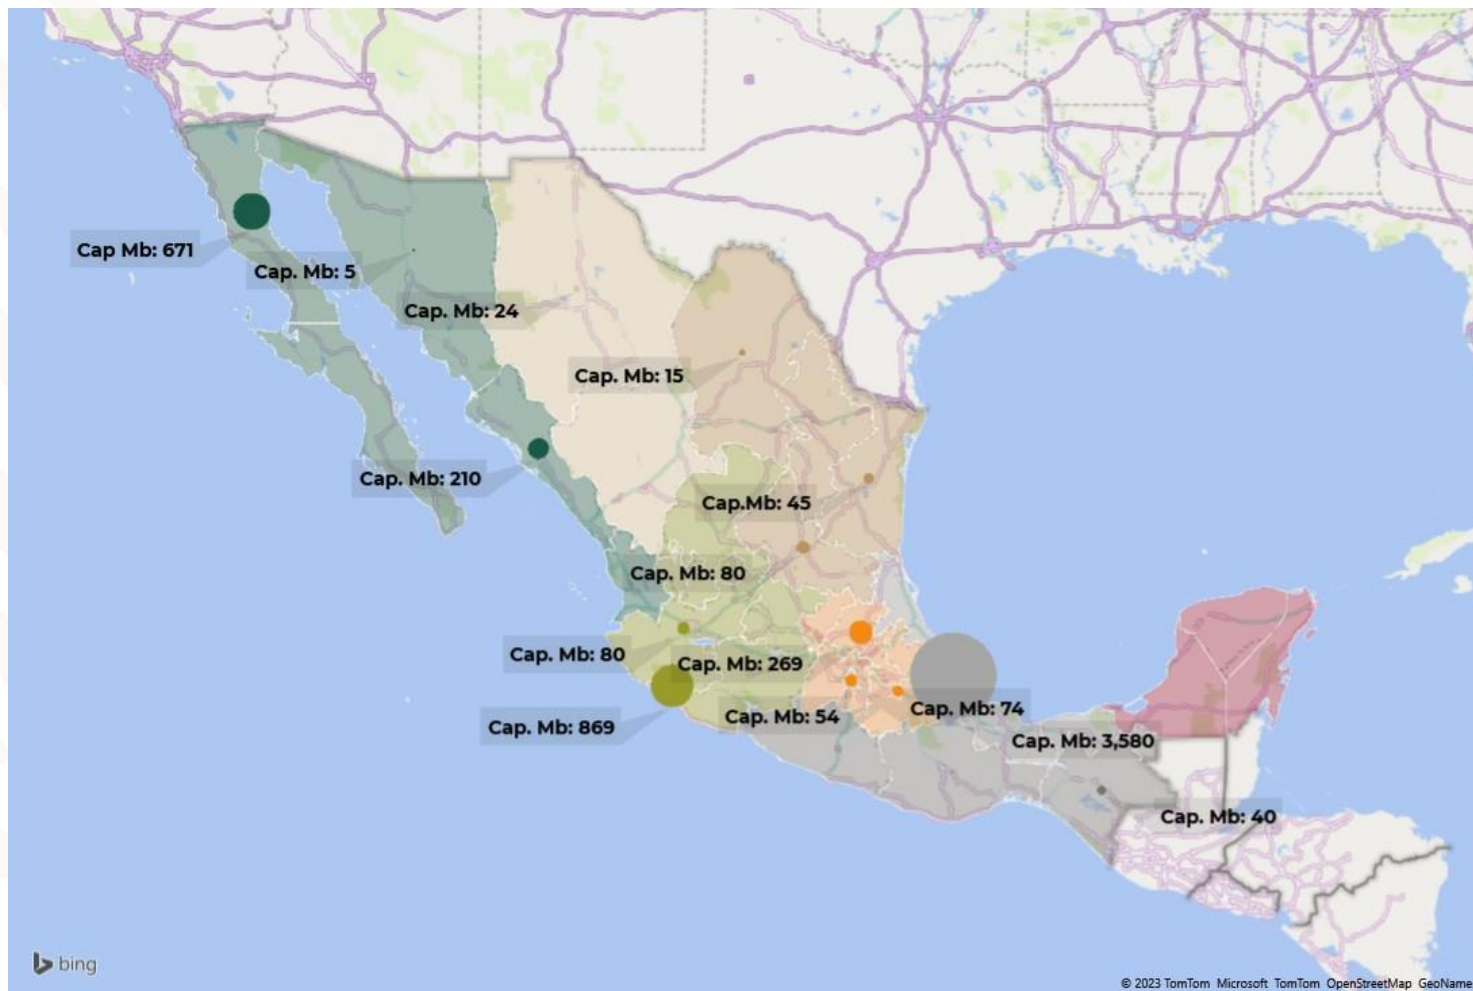 Cap Mb: 671
Cap. Mb: 5
Cap. Mb: 24
Cap. Mb: 15
Cap. Mb: 210
Cap.Mb: 45
Cap. Mb: 80
Cap. Mb: 80
Cap. Mb: 269
Cap. Mb: 869
Cap. Mb: 54
Cap. Mb: 74
Cap. Mb: 3,580
Cap. Mb: 40
bing
© 2023 TomTom Microsoft TomTom OpenStreetMap GeoName